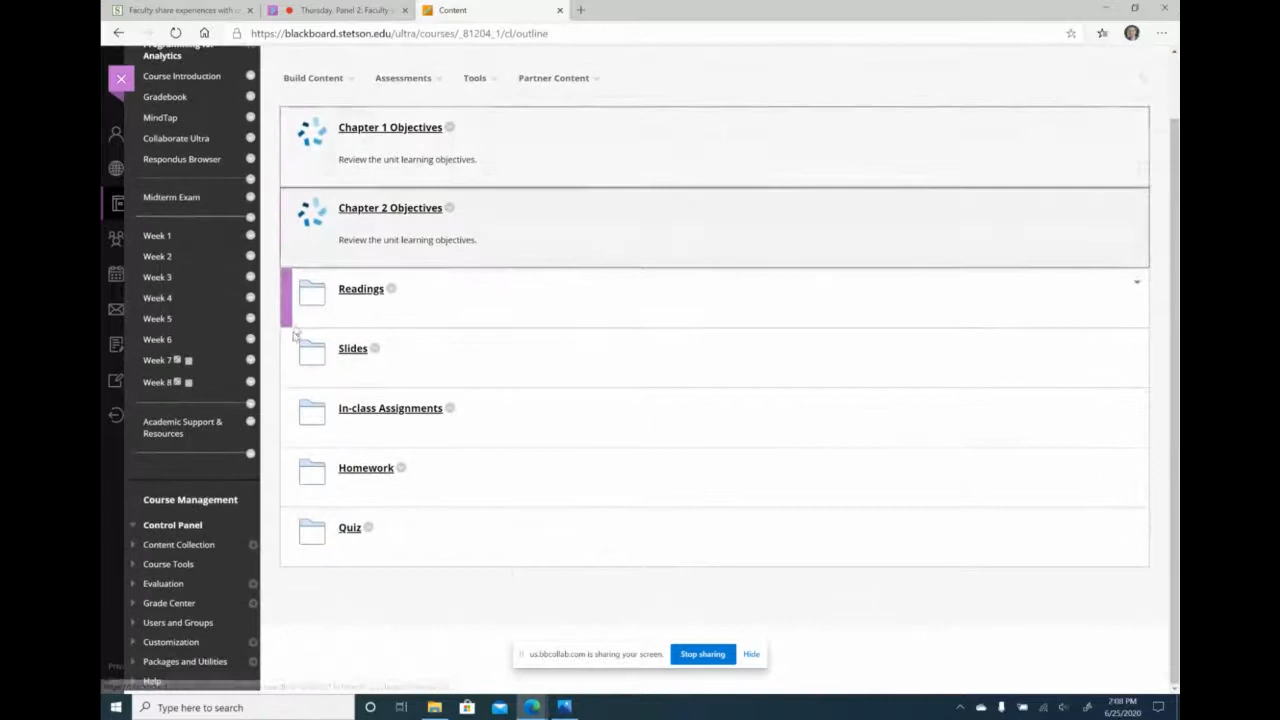 Faculty share experiences with c
Thursday. Panel 2: Faculty
Content
https://blackboard.stetson.edu/ultra/courses/_81204_1/cl/outline
Programming for
Analytics
Course Introduction
Gradebook
MindTap
Collaborate Ultra
Respondus Browser
Midterm Exam
Week 1
Week 2
Week 3
Week 4
Week 5
Week 6
Week 7
Week 8
Academic Support &
Resources
Course Management
Control Panel
Content Collection
Course Tools
Evaluation
Grade Center
Users and Groups
Customization
Packages and Utilities
Help
Build Content
Assessments
Tools
Partner Content
Chapter 1 Objectives
Review the unit learning objectives.
Chapter 2 Objectives
Review the unit learning objectives.
Readings
Slides
In-class Assignments
Homework
Quiz
us.bbcollab.com is sharing your screen.
Stop sharing
Hide
Type here to search
2:08 PM
6/25/2020